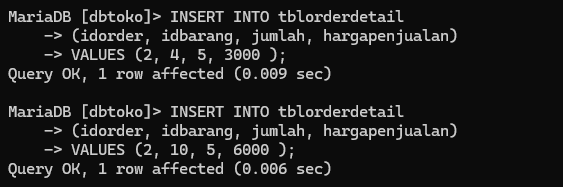 MariaDB [dbtoko]> INSERT INTO tblorderdetail
    -> (idorder, idbarang, jumlah, hargapenjualan)
    -> VALUES (2, 4, 5, 3000 );
Query OK, 1 row affected (0.009 sec)

MariaDB [dbtoko]> INSERT INTO tblorderdetail
    -> (idorder, idbarang, jumlah, hargapenjualan)
    -> VALUES (2, 10, 5, 6000 );
Query OK, 1 row affected (0.006 sec)